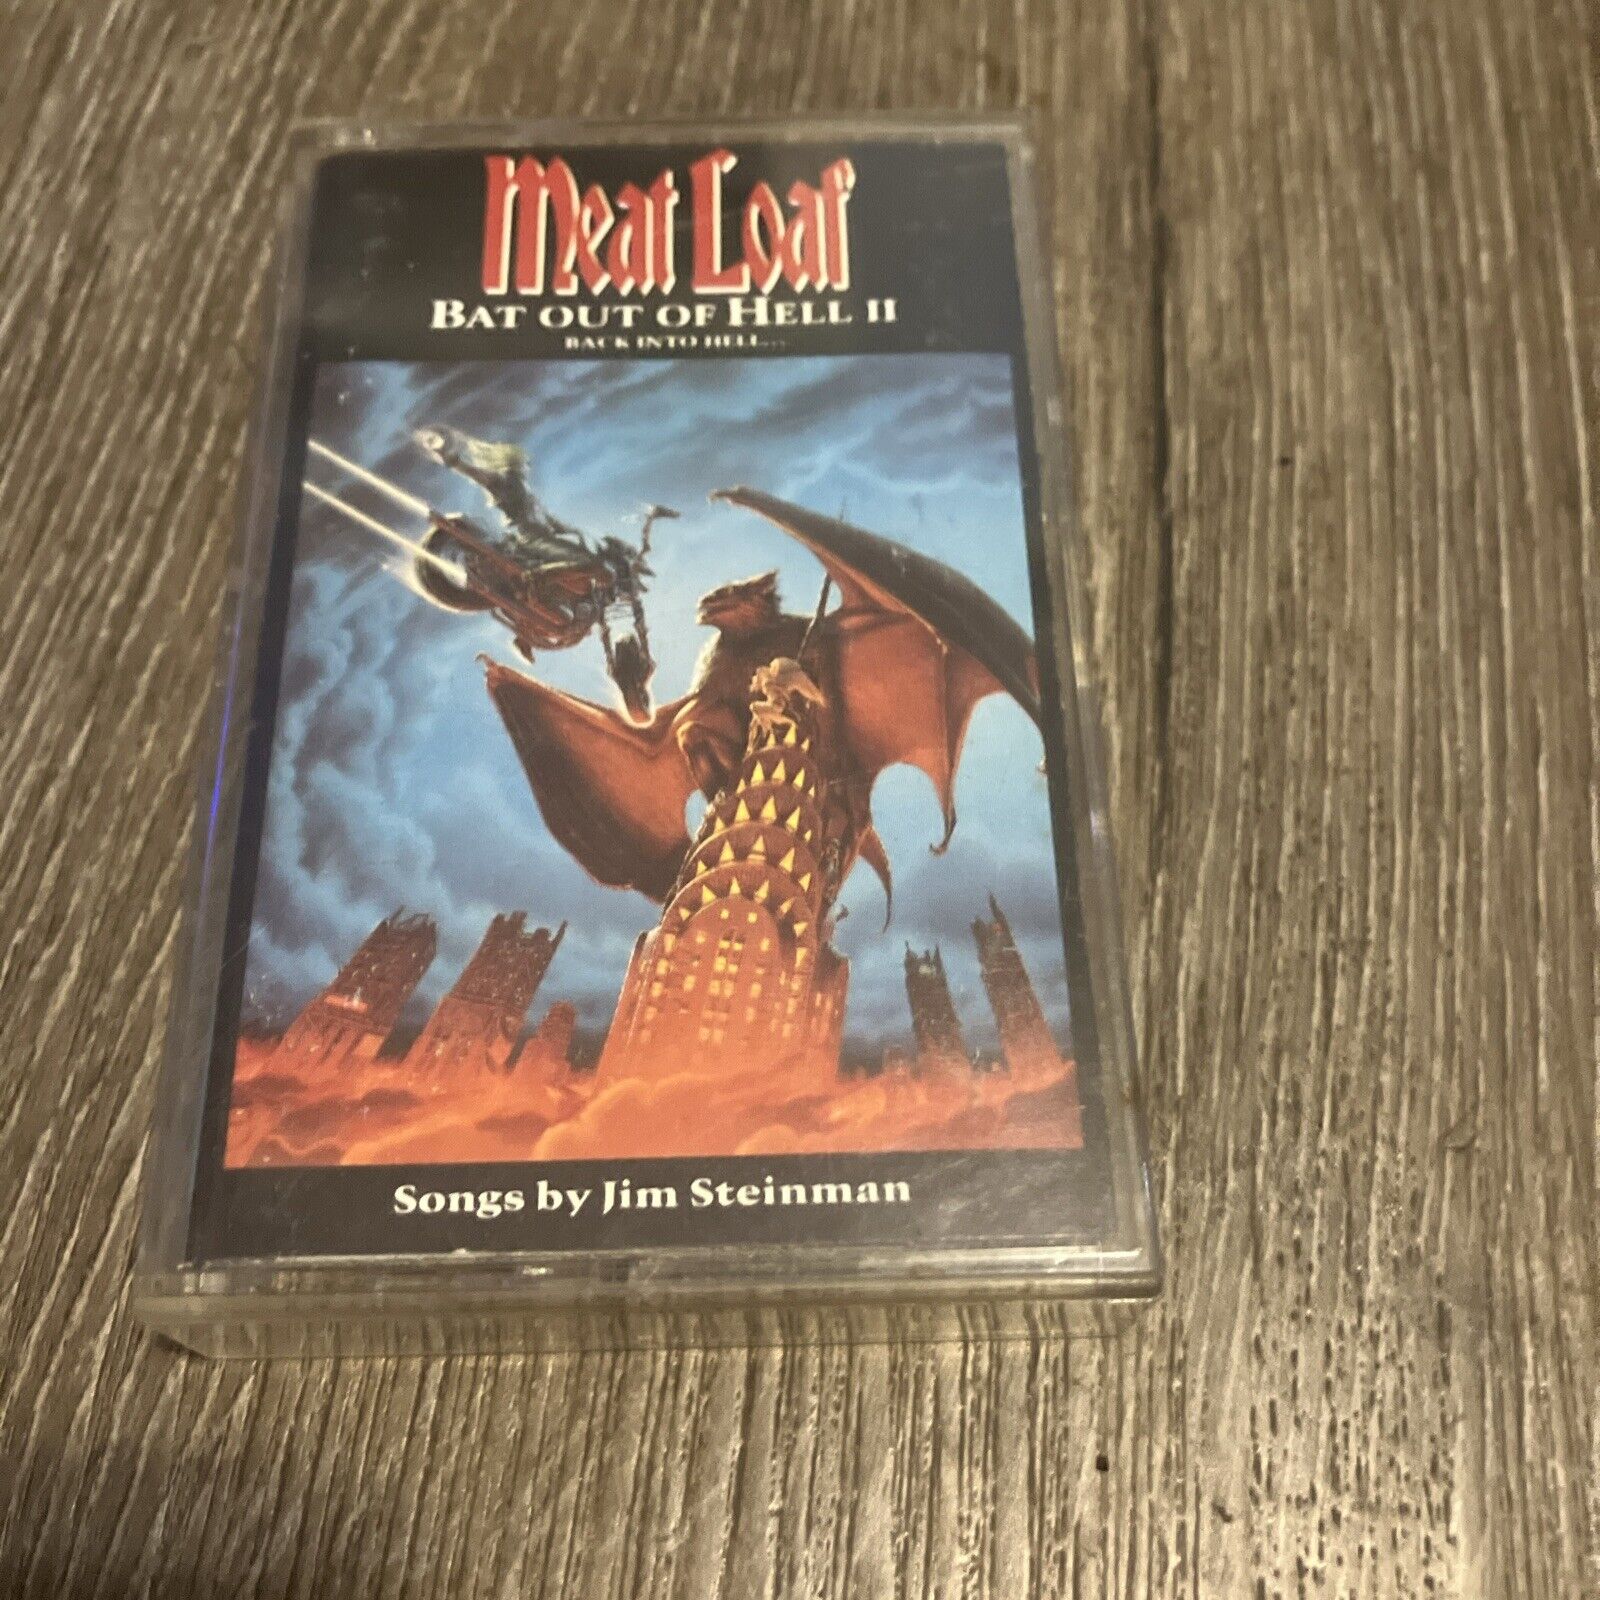 Meat Loaf
BAT OUT OF HELL II
BACK INTO HELL...
Songs by Jim Steinman